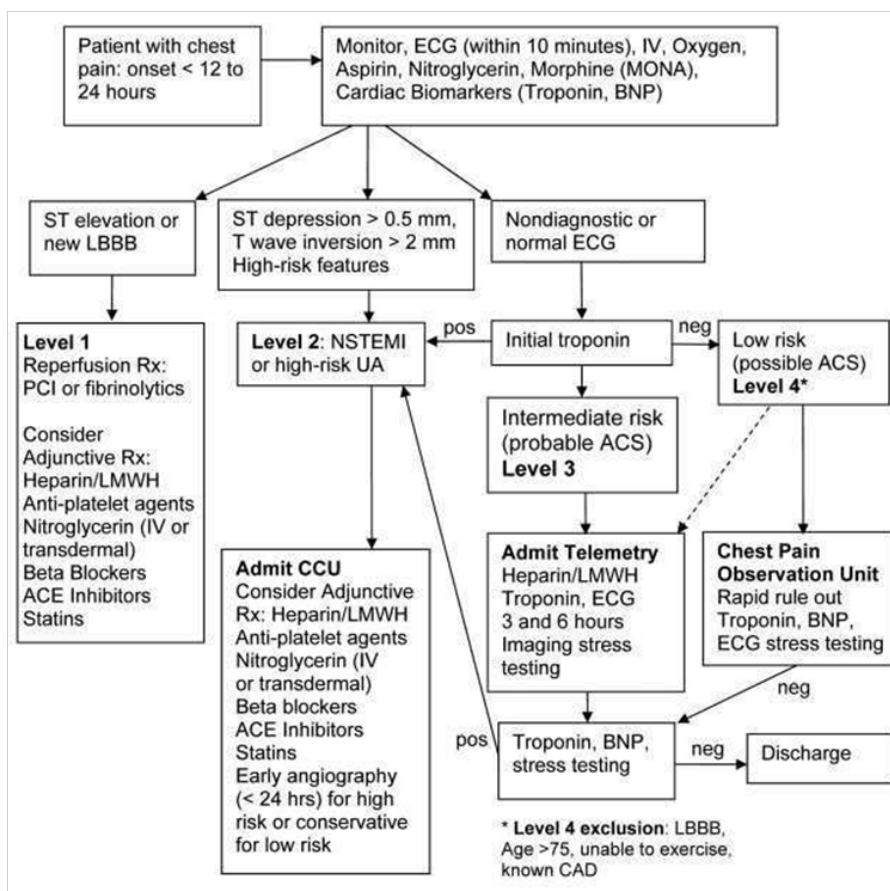 Patient with chest
pain: onset < 12 to
24 hours
Monitor, ECG (within 10 minutes), IV, Oxygen,
Aspirin, Nitroglycerin, Morphine (MONA),
Cardiac Biomarkers (Troponin, BNP)
ST elevation or
new LBBB
ST depression > 0.5 mm,
T wave inversion > 2 mm
High-risk features
Nondiagnostic or
normal ECG
Level 1
Reperfusion Rx:
PCI or fibrinolytics
Consider
Adjunctive Rx:
Heparin/LMWH
Anti-platelet agents
Nitroglycerin (IV or
transdermal)
Beta Blockers
ACE Inhibitors
Statins
Level 2: NSTEMI
or high-risk UA
pos
Initial troponin
neg
Low risk
(possible ACS)
Level 4*
Intermediate risk
(probable ACS)
Level 3
Admit CCU
Consider Adjunctive
Rx: Heparin/LMWH
Anti-platelet agents
Nitroglycerin (IV
or transdermal)
Beta blockers
ACE Inhibitors
Statins
Early angiography
(< 24 hrs) for high
risk or conservative
for low risk
Admit Telemetry
Heparin/LMWH
Troponin, ECG
3 and 6 hours
Imaging stress
testing
Chest Pain
Observation Unit
Rapid rule out
Troponin, BNP,
ECG stress testing
neg
pos
Troponin, BNP,
stress testing
neg
Discharge
* Level 4 exclusion: LBBB,
Age >75, unable to exercise,
known CAD